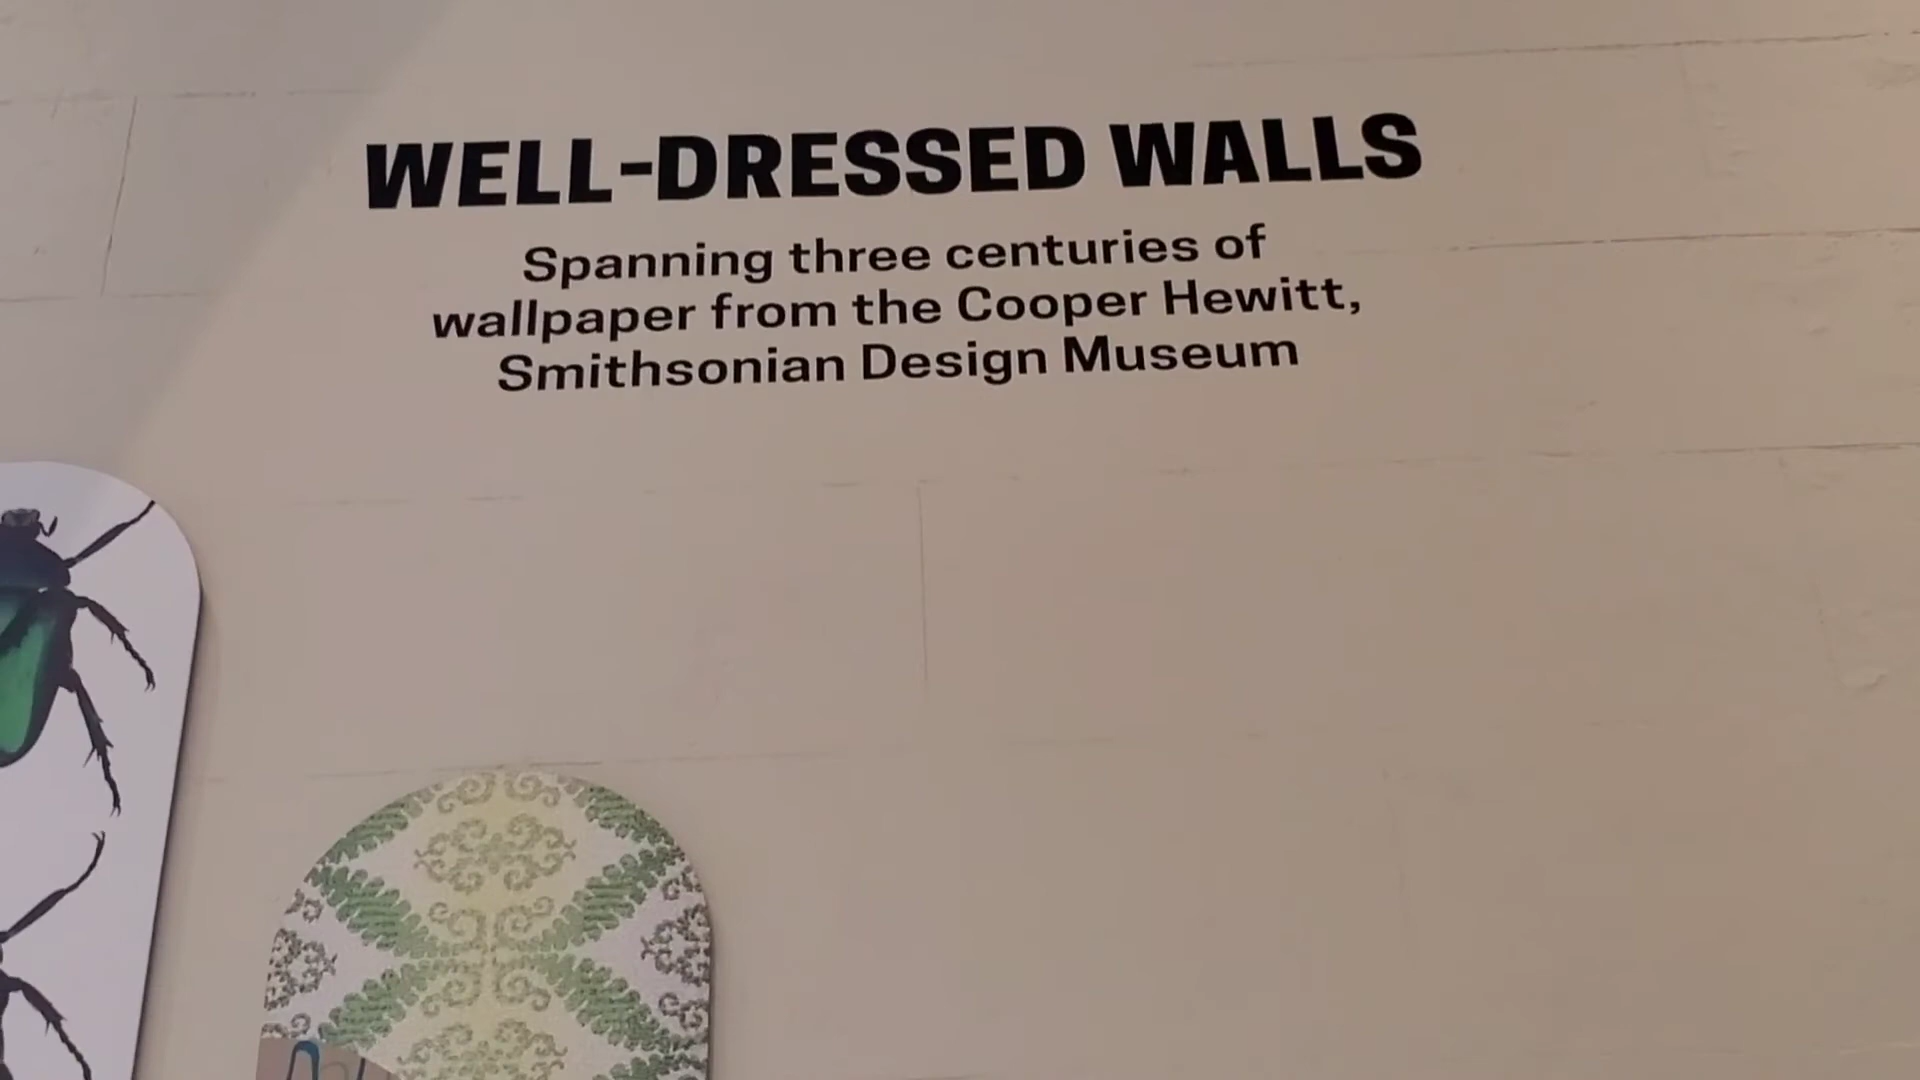 WELL-DRESSED WALLS
Spanning three centuries of
wallpaper from the Cooper Hewitt,
Smithsonian Design Museum